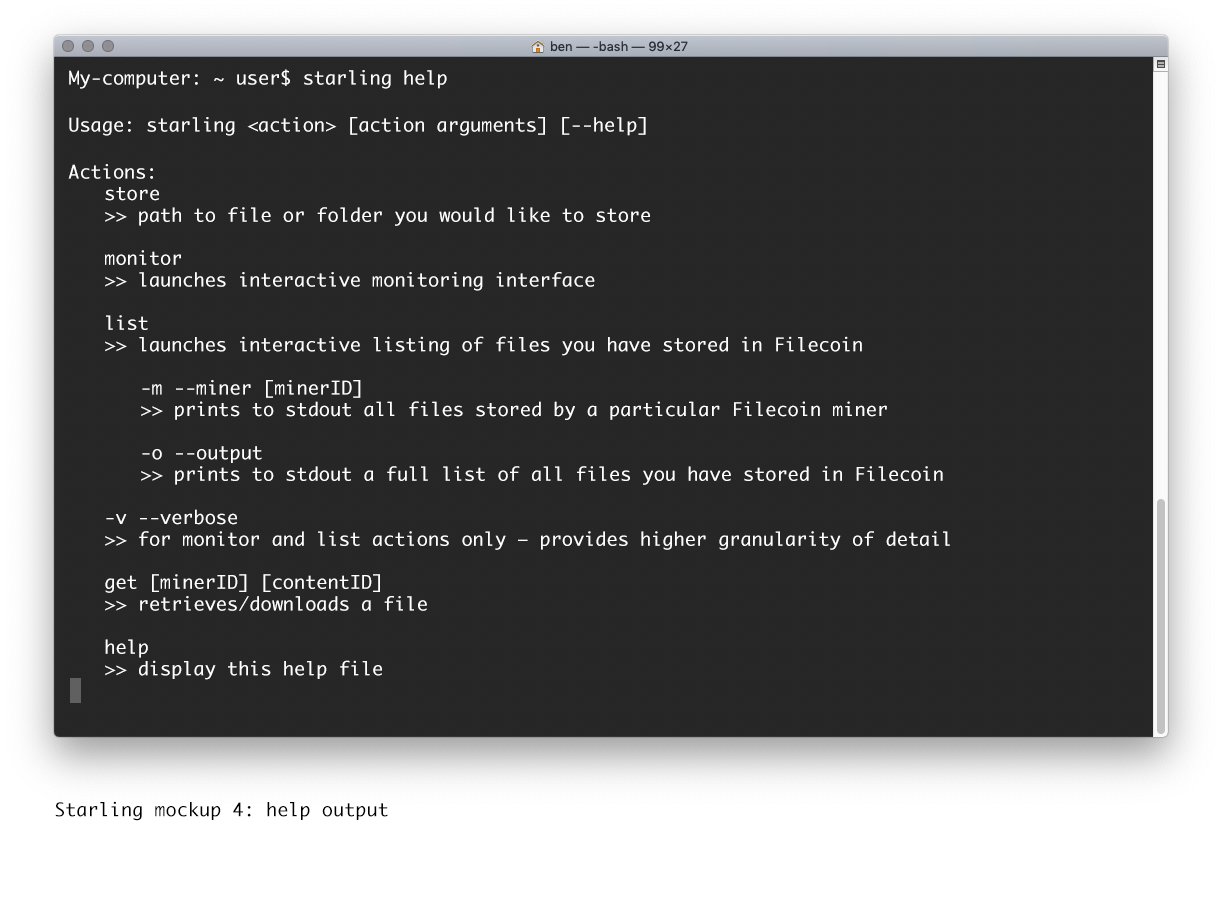 ben — -bash — 99×27
My-computer: ~ user$ starling help
Usage: starling <action> [action arguments] [--help]
Actions:
store
>> path to file or folder you would like to store
monitor
>> launches interactive monitoring interface
list
>> launches interactive listing of files you have stored in Filecoin
-m --miner [minerID]
>> prints to stdout all files stored by a particular Filecoin miner
-o --output
>> prints to stdout a full list of all files you have stored in Filecoin
-v --verbose
>> for monitor and list actions only – provides higher granularity of detail
get [minerID] [contentID]
>> retrieves/downloads a file
help
>> display this help file
Starling mockup 4: help output